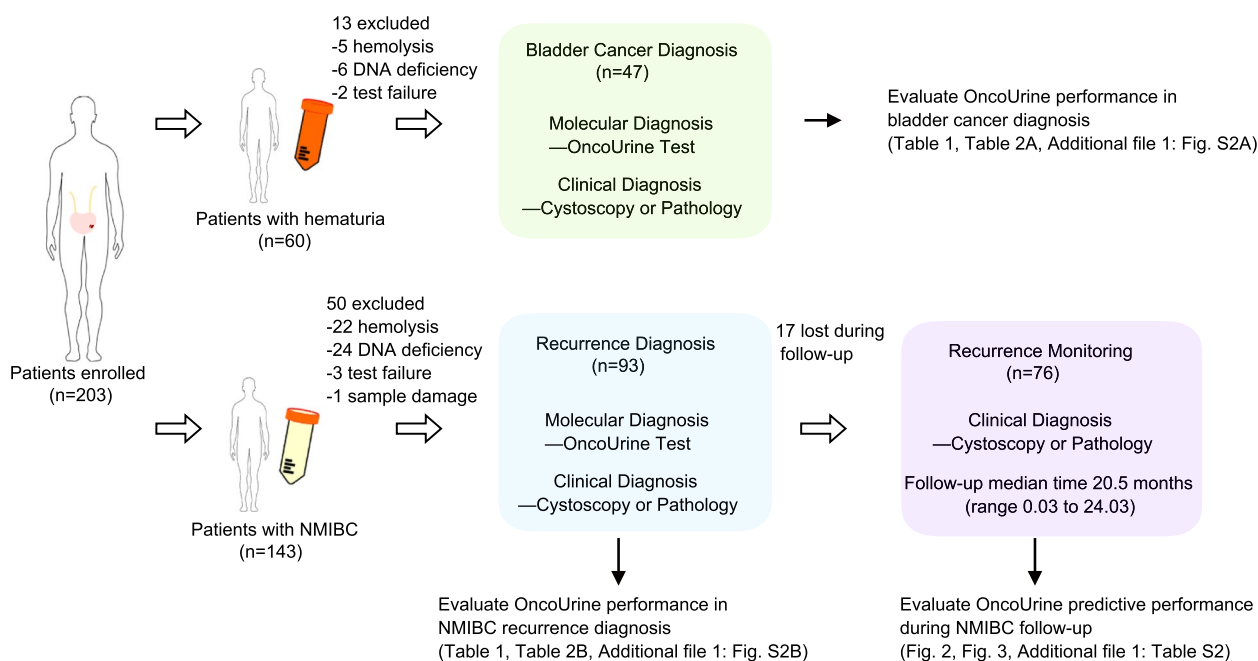 Patients enrolled
(n=203)
Patients with hematuria
(n=60)
13 excluded
-5 hemolysis
-6 DNA deficiency
-2 test failure
Bladder Cancer Diagnosis
(n=47)
Molecular Diagnosis
—OncoUrine Test
Clinical Diagnosis
—Cystoscopy or Pathology
Evaluate OncoUrine performance in
bladder cancer diagnosis
(Table 1, Table 2A, Additional file 1: Fig. S2A)
Patients with NMIBC
(n=143)
50 excluded
-22 hemolysis
-24 DNA deficiency
-3 test failure
-1 sample damage
Recurrence Diagnosis
(n=93)
Molecular Diagnosis
—OncoUrine Test
Clinical Diagnosis
—Cystoscopy or Pathology
17 lost during
follow-up
Recurrence Monitoring
(n=76)
Clinical Diagnosis
—Cystoscopy or Pathology
Follow-up median time 20.5 months
(range 0.03 to 24.03)
Evaluate OncoUrine performance in
NMIBC recurrence diagnosis
(Table 1, Table 2B, Additional file 1: Fig. S2B)
Evaluate OncoUrine predictive performance
during NMIBC follow-up
(Fig. 2, Fig. 3, Additional file 1: Table S2)